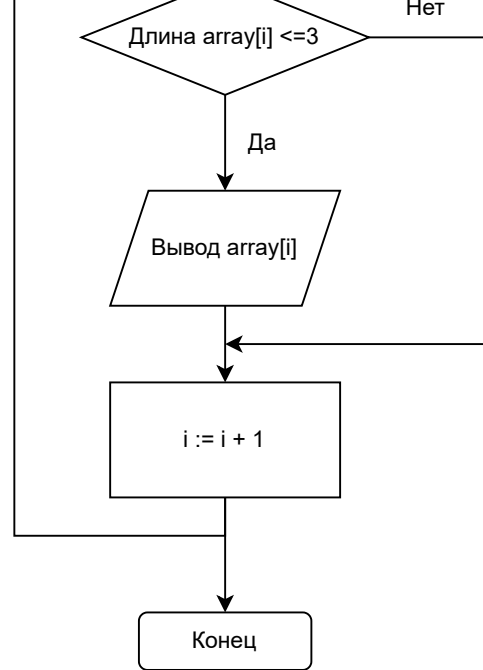 Нет
Длина array[i] <=3
Да
Вывод array[i]
i := i + 1
Конец